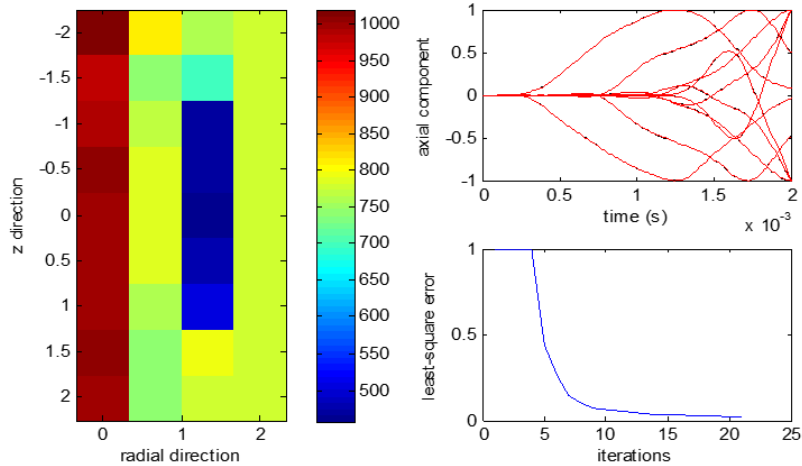 -2
-1.5
-1
-0.5
0
0.5
1
1.5
2
z direction
0 1 2
radial direction
1000
950
900
850
800
750
700
650
600
550
500
1
0.5
0
-0.5
-1
axial component
0 0.5 1 1.5 2
time (s)
x 10⁻³
1
0.5
0
least-square error
0 5 10 15 20 25
iterations